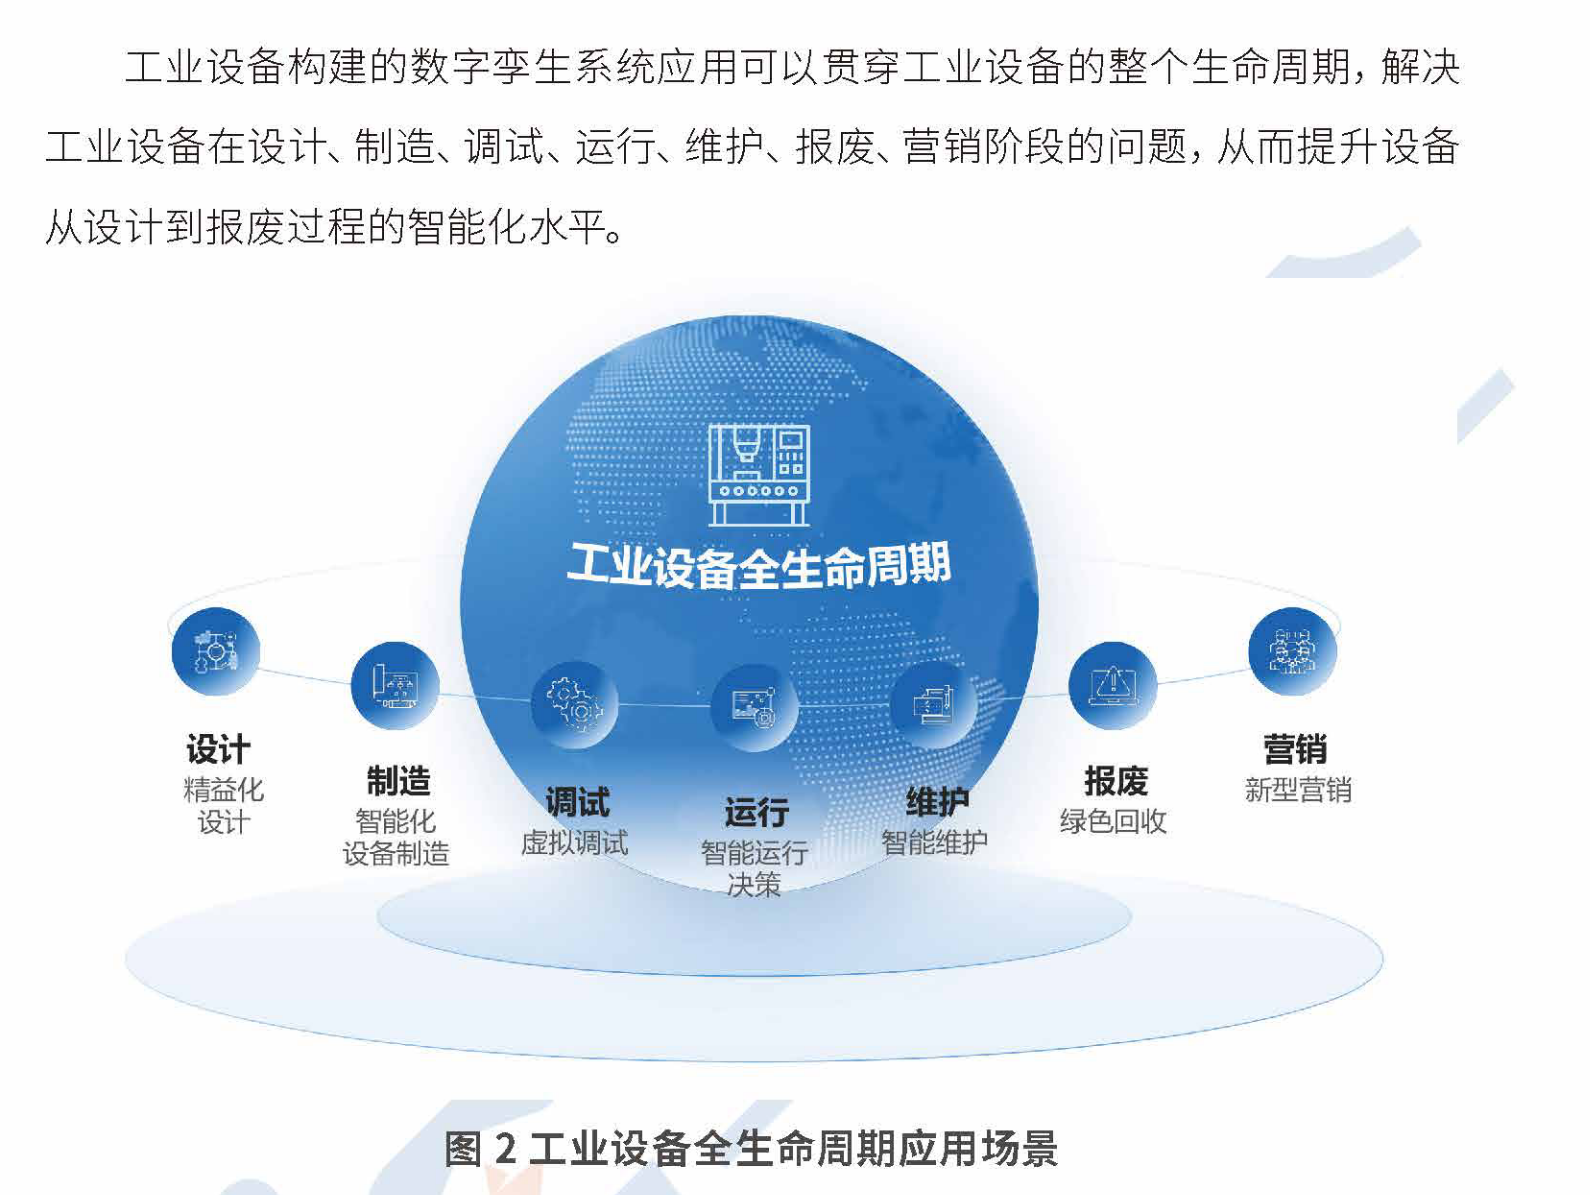 工业设备构建的数字孪生系统应用可以贯穿工业设备的整个生命周期，解决
工业设备在设计、制造、调试、运行、维护、报废、营销阶段的问题，从而提升设备
从设计到报废过程的智能化水平。
工业设备全生命周期
设计
精益化
设计
制造
智能化
设备制造
调试
虚拟调试
运行
智能运行
决策
维护
智能维护
报废
绿色回收
营销
新型营销
图 2 工业设备全生命周期应用场景